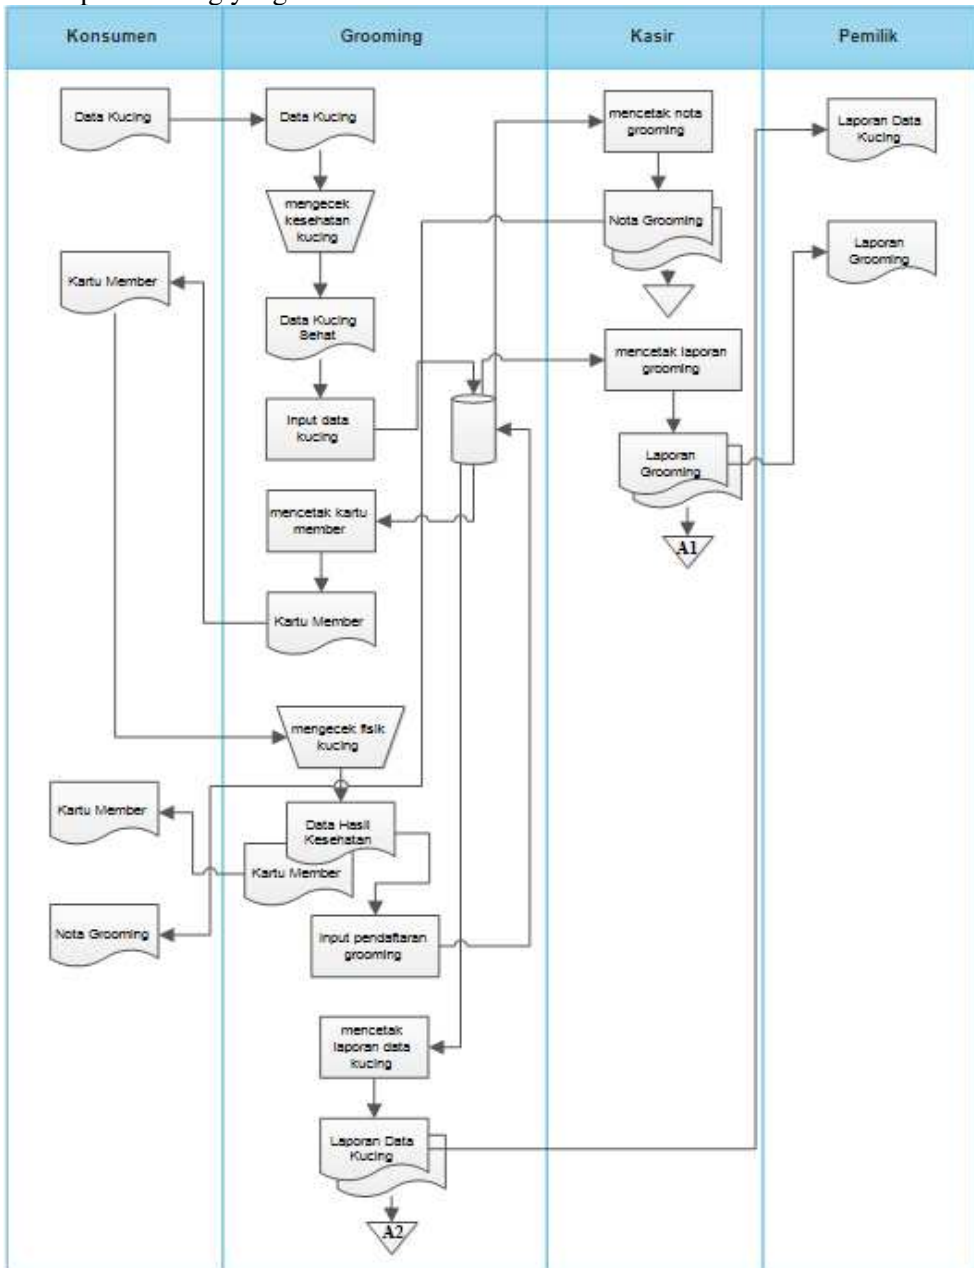 Konsumen
Grooming
Kasir
Pemilik
Data Kucing
Data Kucing
mencetak nota
grooming
Laporan Data
Kucing
mengecek
kesehatan
kucing
Nota Grooming
Laporan
Grooming
Kartu Member
Data Kucing
Sehat
mencetak laporan
grooming
Input data
kucing
Laporan
Grooming
mencetak kartu
member
A1
Kartu Member
mengecek fisik
kucing
Kartu Member
Data Hasil
Kesehatan
Kartu Member
Nota Grooming
Input pendaftaran
grooming
mencetak
laporan data
kucing
Laporan Data
Kucing
A2